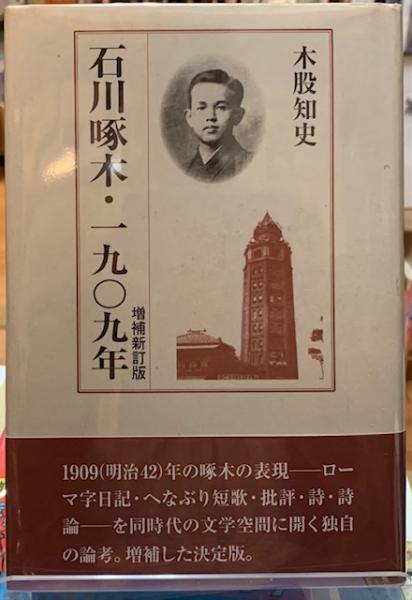 木股知史
石川啄木・一九〇九年
増補新訂版
1909(明治42)年の啄木の表現――ロー
マ字日記・へなぶり短歌・批評・詩・詩
論――を同時代の文学空間に開く独自
の論考。増補した決定版。